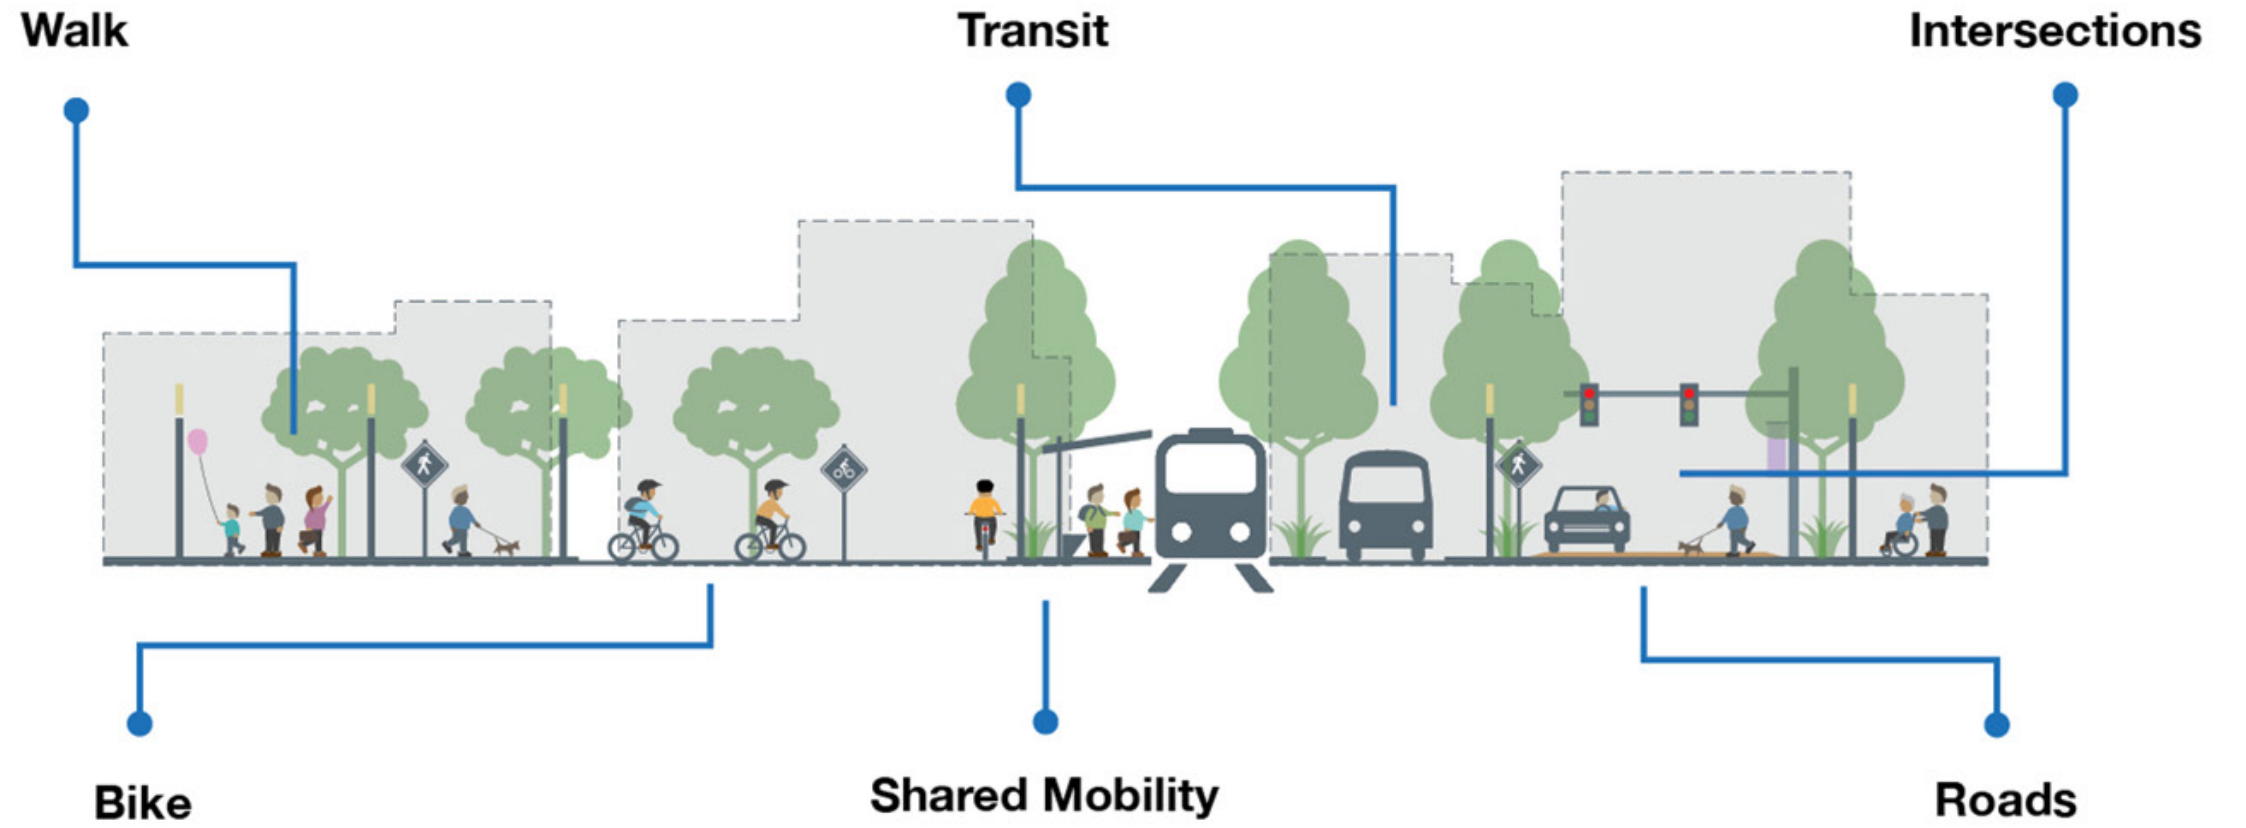 Walk
Transit
Intersections
Bike
Shared Mobility
Roads